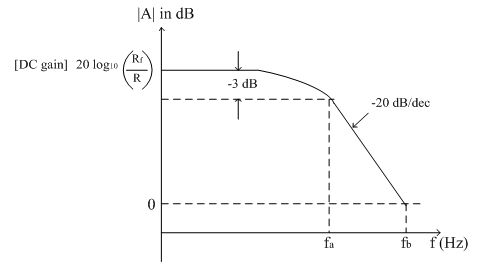 |A| in dB
[DC gain] 20 log₁₀ (Rf/R)
-3 dB
-20 dB/dec
0
fa fb f (Hz)